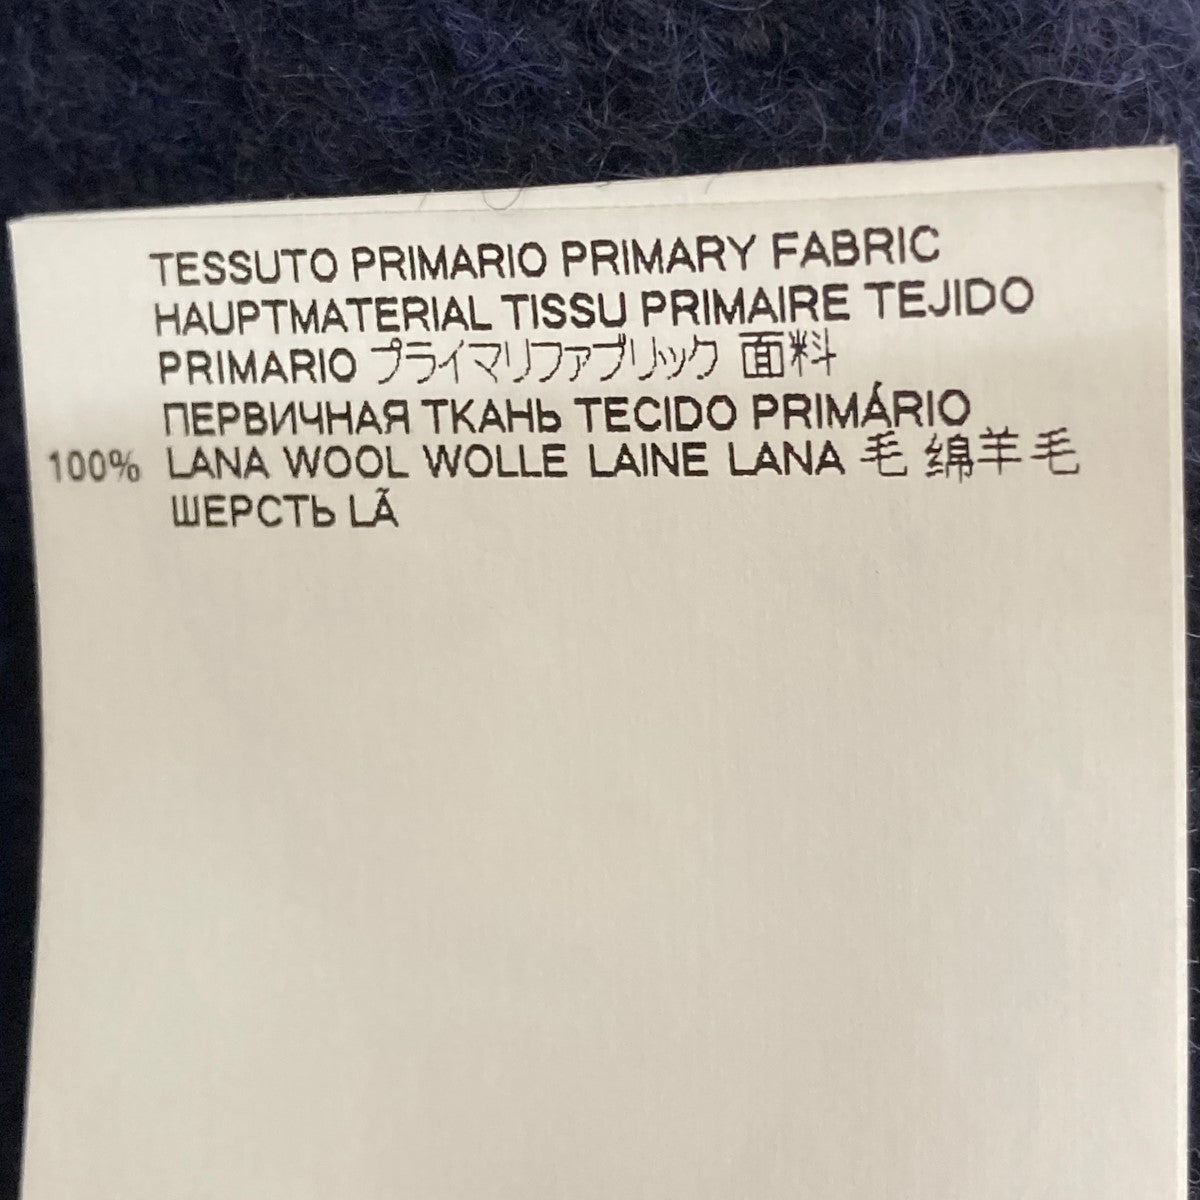 TESSUTO PRIMARIO PRIMARY FABRIC
HAUPTMATERIAL TISSU PRIMAIRE TEJIDO
PRIMARIO プライマリファブリック 面料
ПЕРВИЧНАЯ ТКАНЬ TECIDO PRIMÁRIO
100% LANA WOOL WOLLE LAINE LANA 毛 绵羊毛
ШЕРСТЬ LÃ